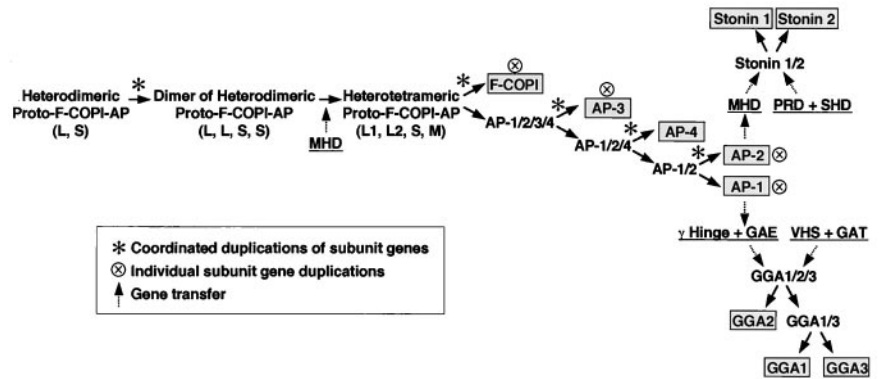 Stonin 1 Stonin 2
Stonin 1/2
MHD PRD + SHD
* ⊗
F-COPI
Heterodimeric
Proto-F-COPI-AP
(L, S)
* Dimer of Heterodimeric
Proto-F-COPI-AP
(L, L, S, S)
MHD
Heterotetrameric
Proto-F-COPI-AP
(L1, L2, S, M)
AP-1/2/3/4
* ⊗
AP-3
AP-1/2/4
* AP-4
AP-1/2
* AP-2 ⊗
AP-1 ⊗
γ Hinge + GAE VHS + GAT
GGA1/2/3
GGA2 GGA1/3
GGA1 GGA3
* Coordinated duplications of subunit genes
⊗ Individual subunit gene duplications
Gene transfer